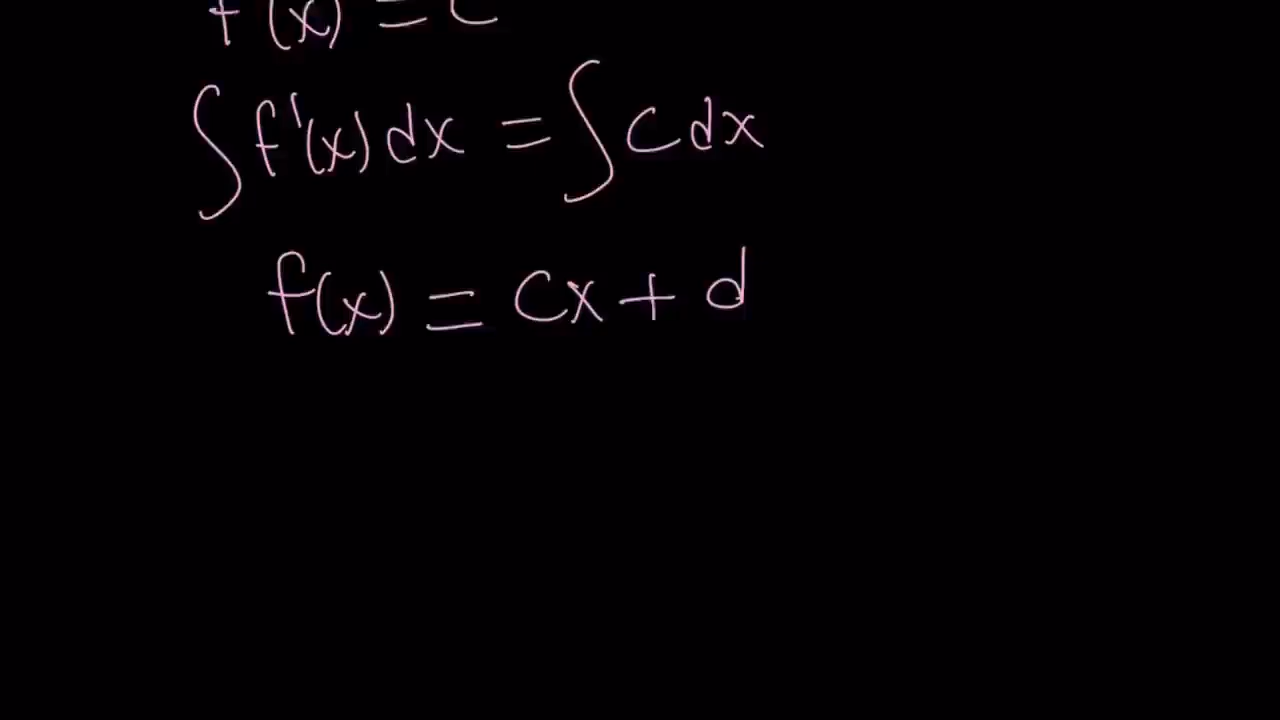 f'(x) = c
∫ f'(x) dx = ∫ c dx
f(x) = cx + d